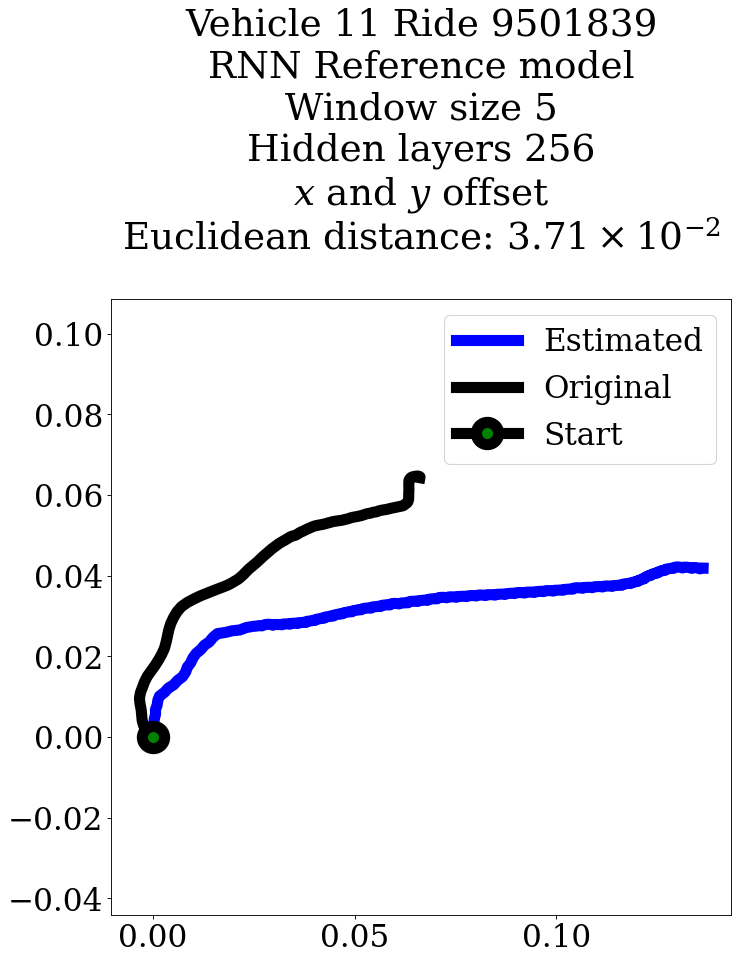 Vehicle 11 Ride 9501839
RNN Reference model
Window size 5
Hidden layers 256
x and y offset
Euclidean distance: 3.71 × 10⁻²
Estimated
Original
Start
0.10
0.08
0.06
0.04
0.02
0.00
−0.02
−0.04
0.00 0.05 0.10